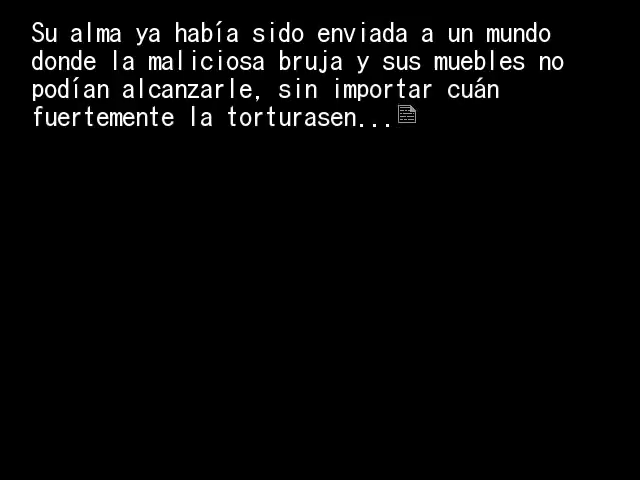 Su alma ya había sido enviada a un mundo
donde la maliciosa bruja y sus muebles no
podían alcanzarle, sin importar cuán
fuertemente la torturasen...